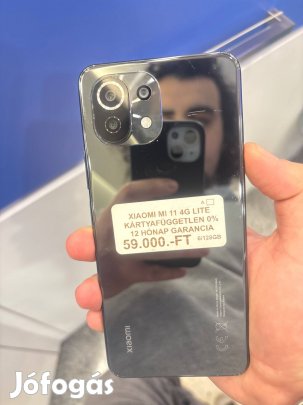 XIAOMI MI 11 4G LITE
KÁRTYAFÜGGETLEN 0%
12 HÓNAP GARANCIA
59.000.-FT 6/128GB
xiaomi
Jófogás